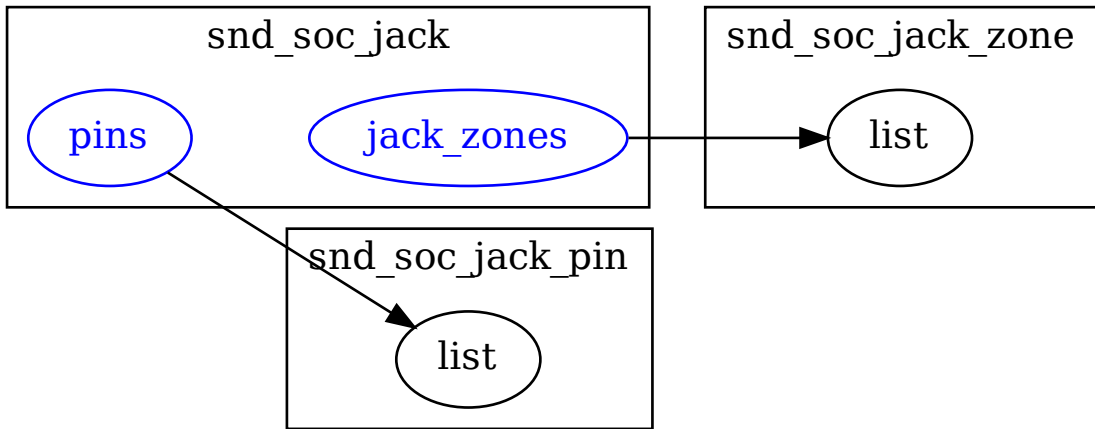 snd_soc_jack
snd_soc_jack_zone
pins
jack_zones
list
snd_soc_jack_pin
list